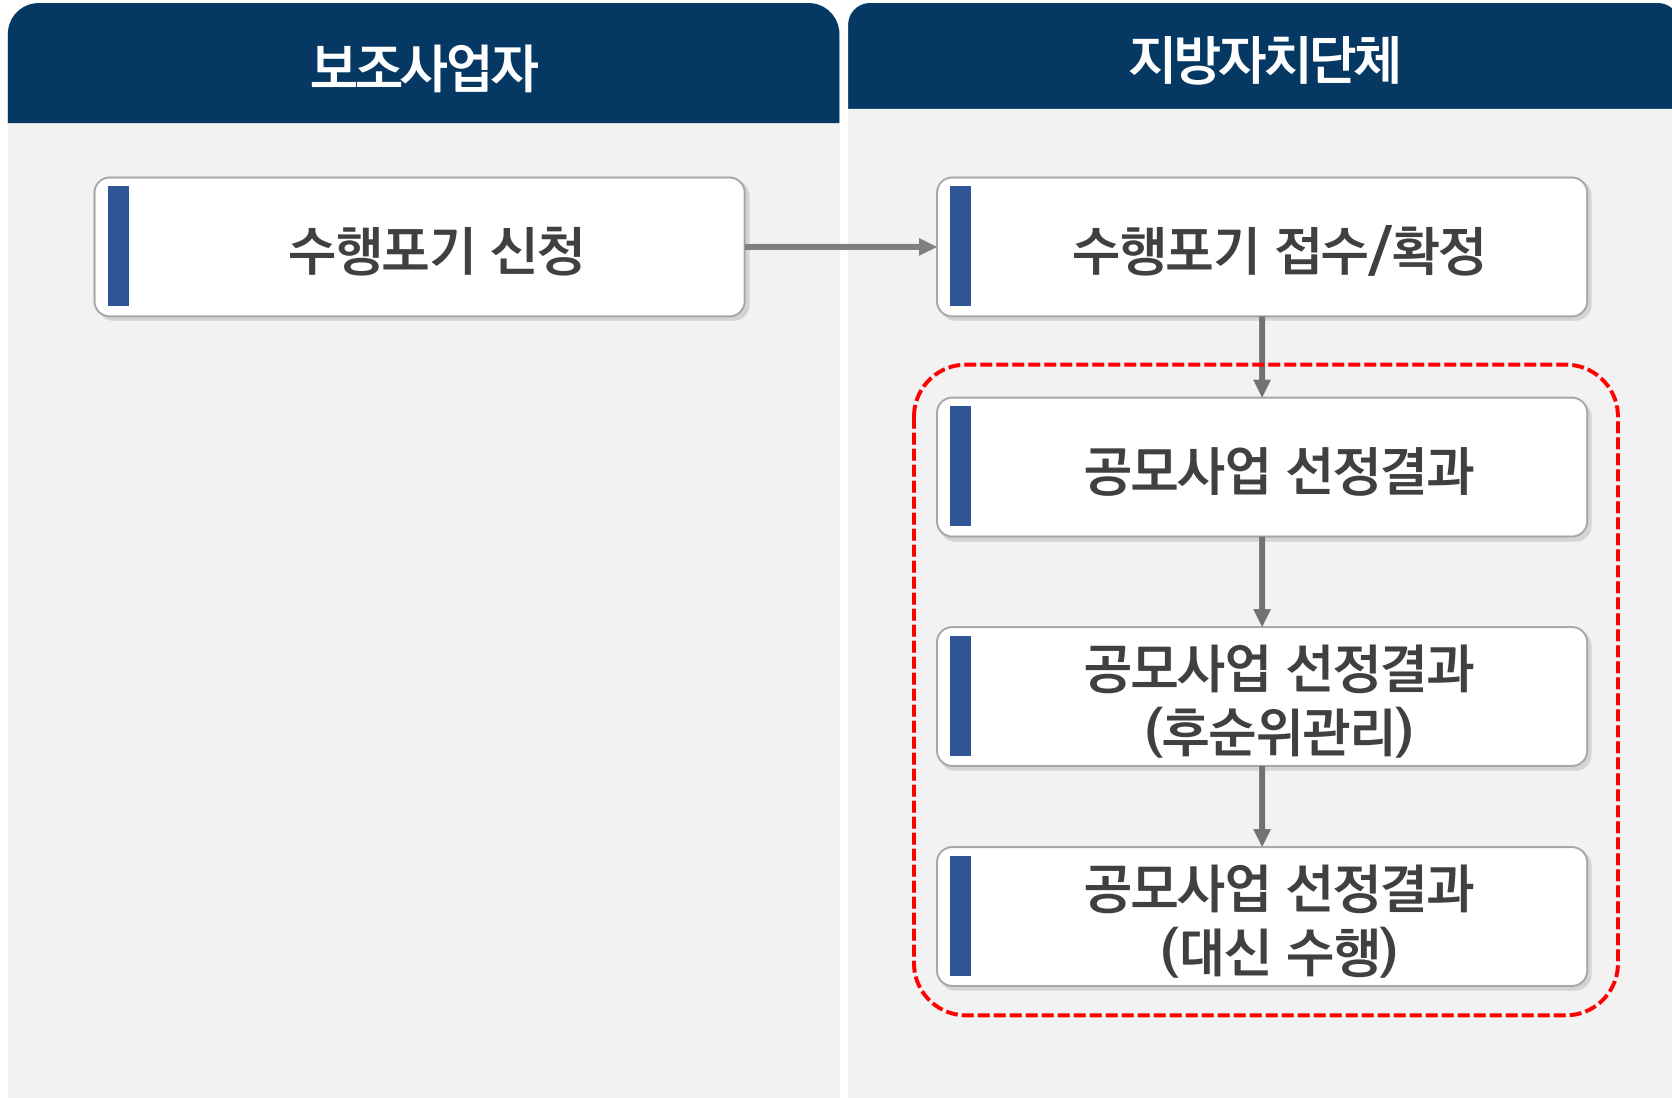 보조사업자
지방자치단체
수행포기 신청
수행포기 접수/확정
공모사업 선정결과
공모사업 선정결과
(후순위관리)
공모사업 선정결과
(대신 수행)